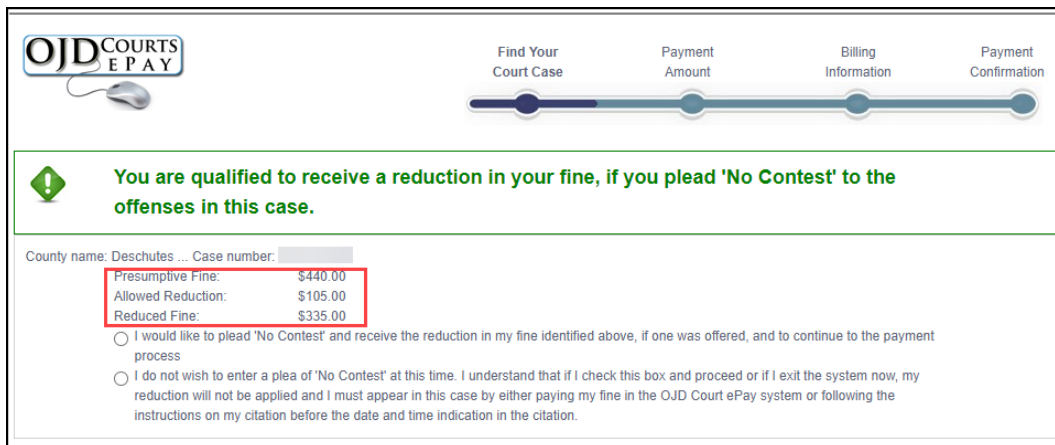 OJD COURTS
EPAY
Find Your
Court Case
Payment
Amount
Billing
Information
Payment
Confirmation
You are qualified to receive a reduction in your fine, if you plead 'No Contest' to the
offenses in this case.
County name: Deschutes ... Case number:
Presumptive Fine: $440.00
Allowed Reduction: $105.00
Reduced Fine: $335.00
I would like to plead 'No Contest' and receive the reduction in my fine identified above, if one was offered, and to continue to the payment
process
I do not wish to enter a plea of 'No Contest' at this time. I understand that if I check this box and proceed or if I exit the system now, my
reduction will not be applied and I must appear in this case by either paying my fine in the OJD Court ePay system or following the
instructions on my citation before the date and time indication in the citation.